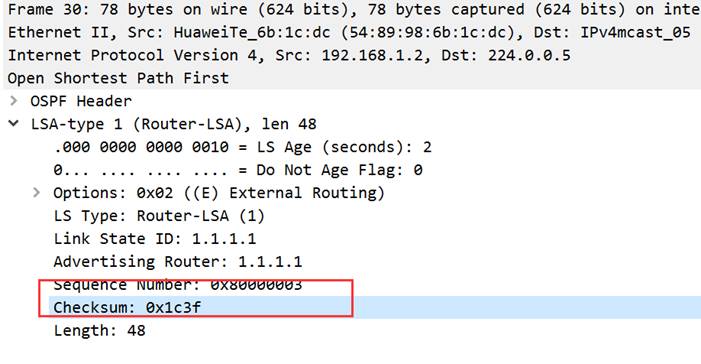 Frame 30: 78 bytes on wire (624 bits), 78 bytes captured (624 bits) on inte
Ethernet II, Src: HuaweiTe_6b:1c:dc (54:89:98:6b:1c:dc), Dst: IPv4mcast_05
Internet Protocol Version 4, Src: 192.168.1.2, Dst: 224.0.0.5
Open Shortest Path First
OSPF Header
LSA-type 1 (Router-LSA), len 48
.000 0000 0000 0010 = LS Age (seconds): 2
0... .... .... .... = Do Not Age Flag: 0
Options: 0x02 ((E) External Routing)
LS Type: Router-LSA (1)
Link State ID: 1.1.1.1
Advertising Router: 1.1.1.1
Sequence Number: 0x80000003
Checksum: 0x1c3f
Length: 48